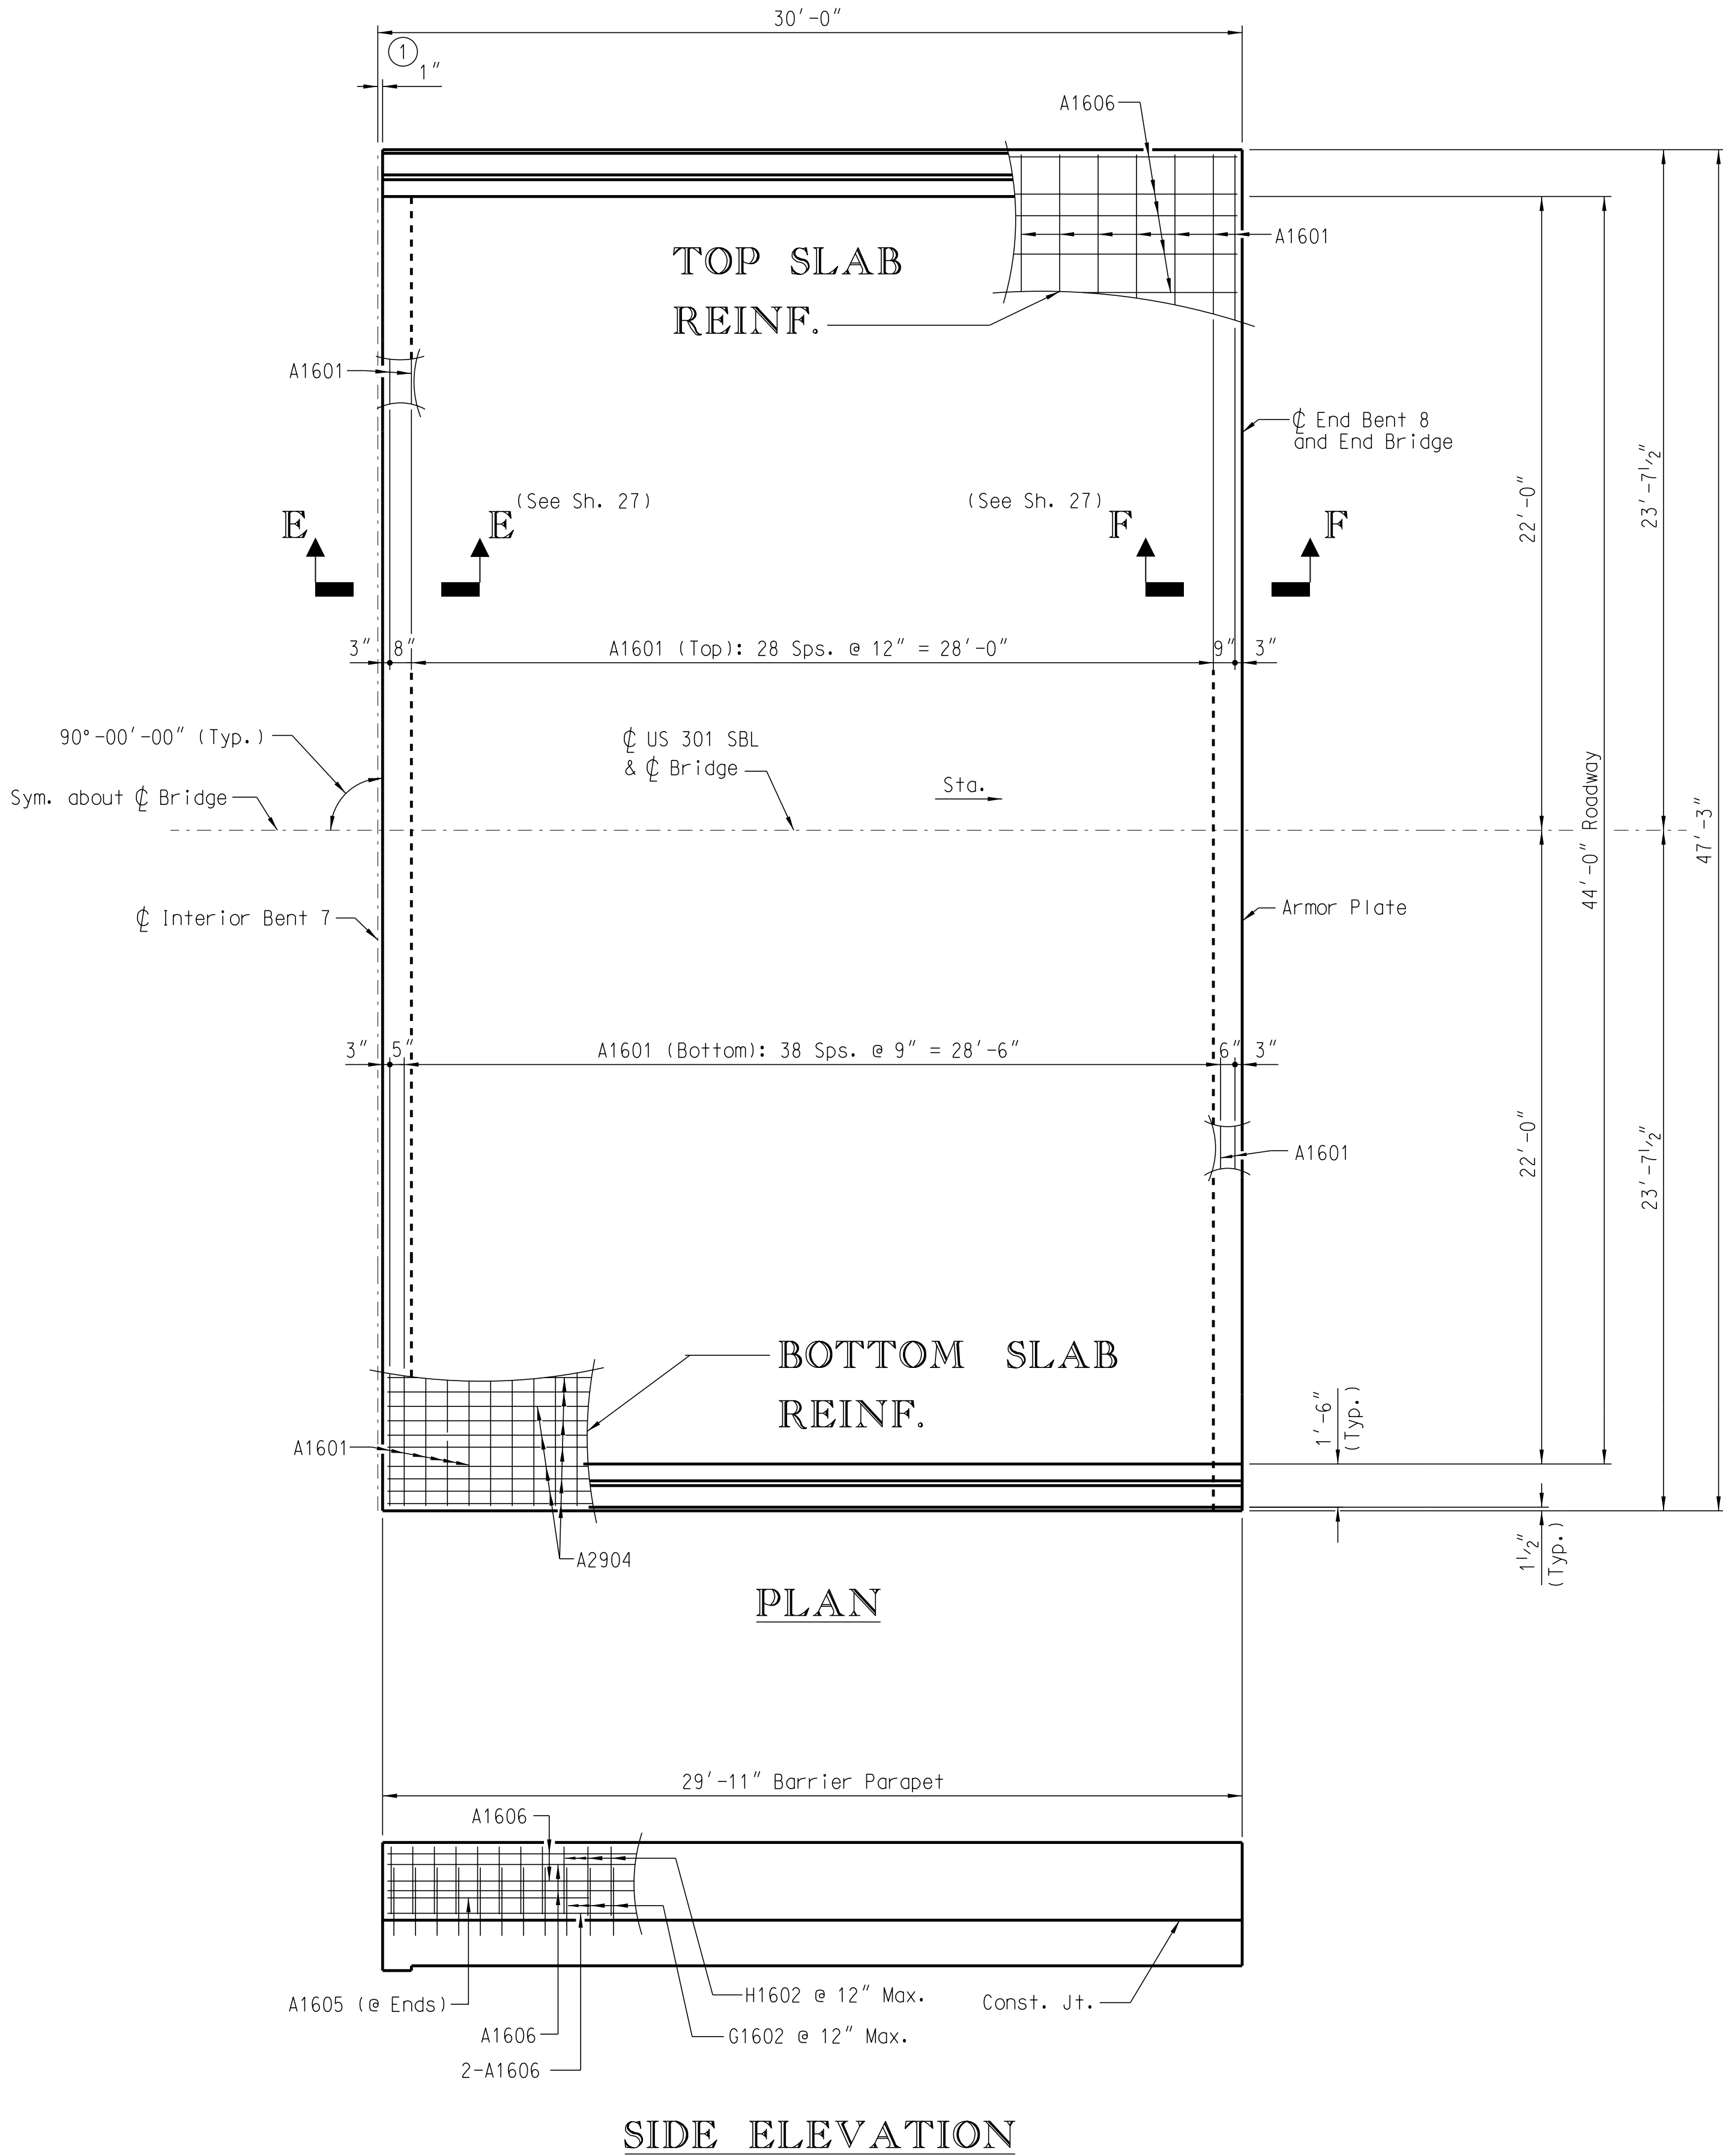 30'-0"
1
1"
A1606
A1601
TOP SLAB
REINF.
A1601
℄ End Bent 8
and End Bridge
22'-0"
23'-7½"
E
E
(See Sh. 27)
(See Sh. 27)
F
F
3"
8"
A1601 (Top): 28 Sps. @ 12" = 28'-0"
9"
3"
90°-00'-00" (Typ.)
℄ US 301 SBL
& ℄ Bridge
Sta.
Sym. about ℄ Bridge
44'-0" Roadway
47'-3"
℄ Interior Bent 7
Armor Plate
3"
5"
A1601 (Bottom): 38 Sps. @ 9" = 28'-6"
6"
3"
A1601
22'-0"
23'-7½"
BOTTOM SLAB
REINF.
1'-6"
(Typ.)
A1601
A2904
1½"
(Typ.)
PLAN
29'-11" Barrier Parapet
A1606
A1605 (@ Ends)
H1602 @ 12" Max.
Const. Jt.
A1606
G1602 @ 12" Max.
2-A1606
SIDE ELEVATION